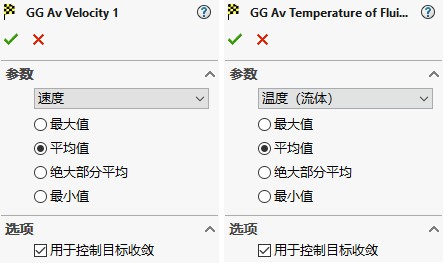 GG Av Velocity 1
参数
速度
最大值
平均值
绝大部分平均
最小值
选项
用于控制目标收敛
GG Av Temperature of Flui...
参数
温度（流体）
最大值
平均值
绝大部分平均
最小值
选项
用于控制目标收敛